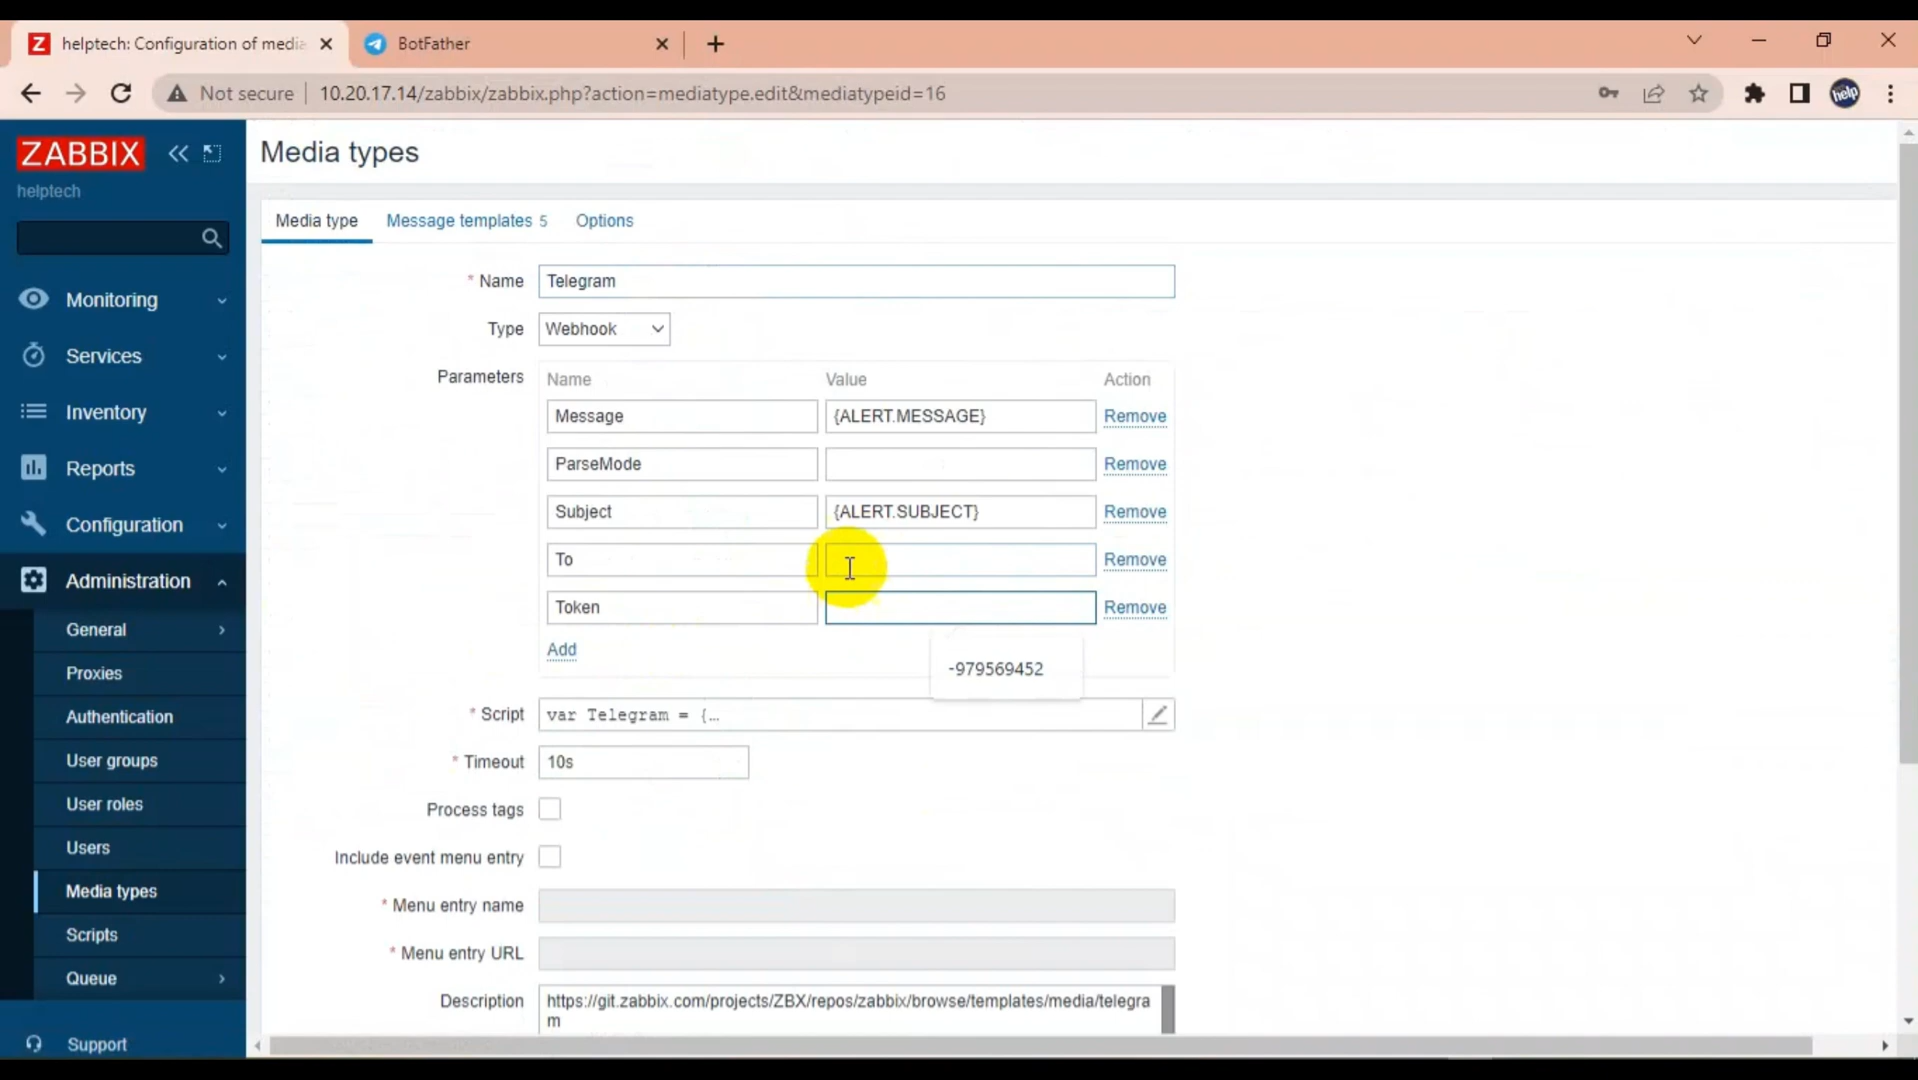 Z helptech: Configuration of media
BotFather
Not secure
10.20.17.14/zabbix/zabbix.php?action=mediatype.edit&mediatypeid=16
help
ZABBIX
helptech
Monitoring
Services
Inventory
Reports
Configuration
Administration
General
Proxies
Authentication
User groups
User roles
Users
Media types
Scripts
Queue
Support
Media types
Media type Message templates 5 Options
* Name Telegram
Type Webhook
Parameters Name Value Action
Message {ALERT.MESSAGE} Remove
ParseMode Remove
Subject {ALERT.SUBJECT} Remove
To Remove
Token Remove
Add
-979569452
* Script var Telegram = {…
* Timeout 10s
Process tags
Include event menu entry
* Menu entry name
* Menu entry URL
Description https://git.zabbix.com/projects/ZBX/repos/zabbix/browse/templates/media/telegra
m